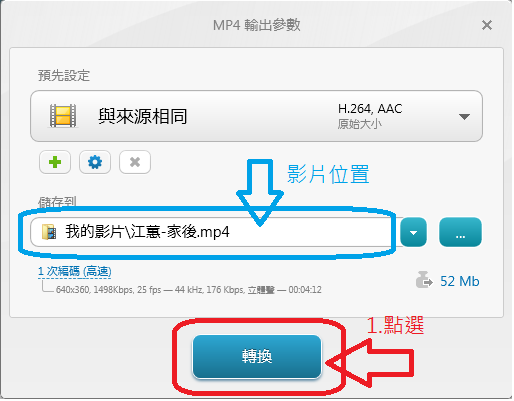 MP4 輸出參數
預先設定
與來源相同
H.264, AAC
原始大小
影片位置
儲存到
我的影片\江蕙-家後.mp4
...
1 次編碼 (高速)
640x360, 1498Kbps, 25 fps — 44 kHz, 176 Kbps, 立體聲 — 00:04:12
52 Mb
1.點選
轉換